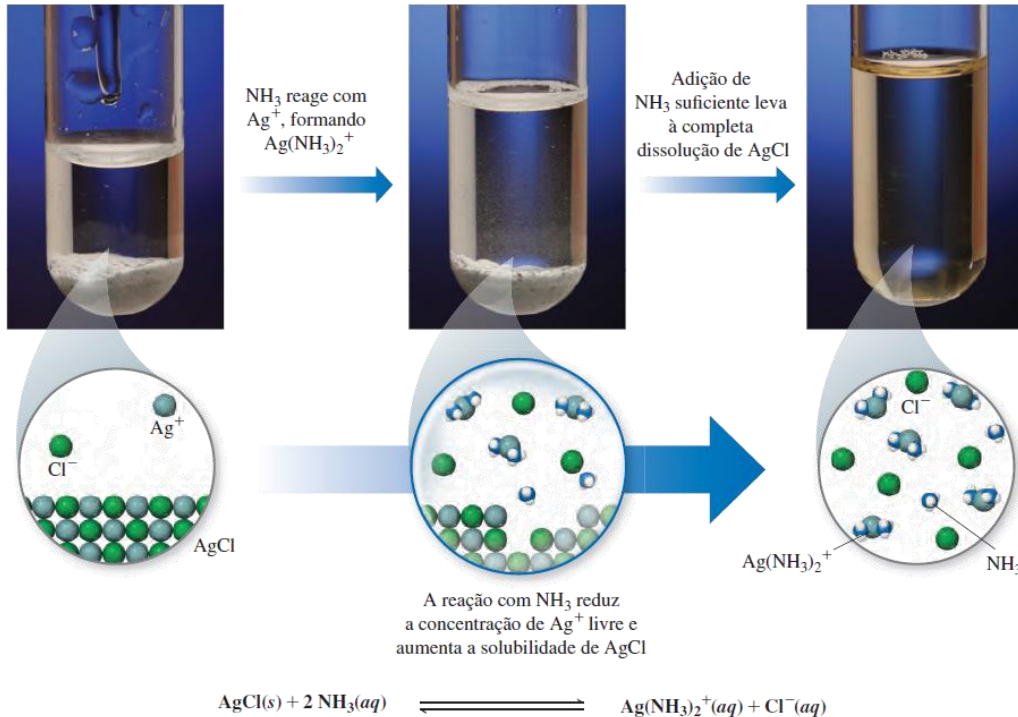 NH₃ reage com
Ag⁺, formando
Ag(NH₃)₂⁺
Adição de
NH₃ suficiente leva
à completa
dissolução de AgCl
Ag⁺
Cl⁻
AgCl
Cl⁻
Ag(NH₃)₂⁺
NH₃
A reação com NH₃ reduz
a concentração de Ag⁺ livre e
aumenta a solubilidade de AgCl
AgCl(s) + 2 NH₃(aq) ⇌ Ag(NH₃)₂⁺(aq) + Cl⁻(aq)